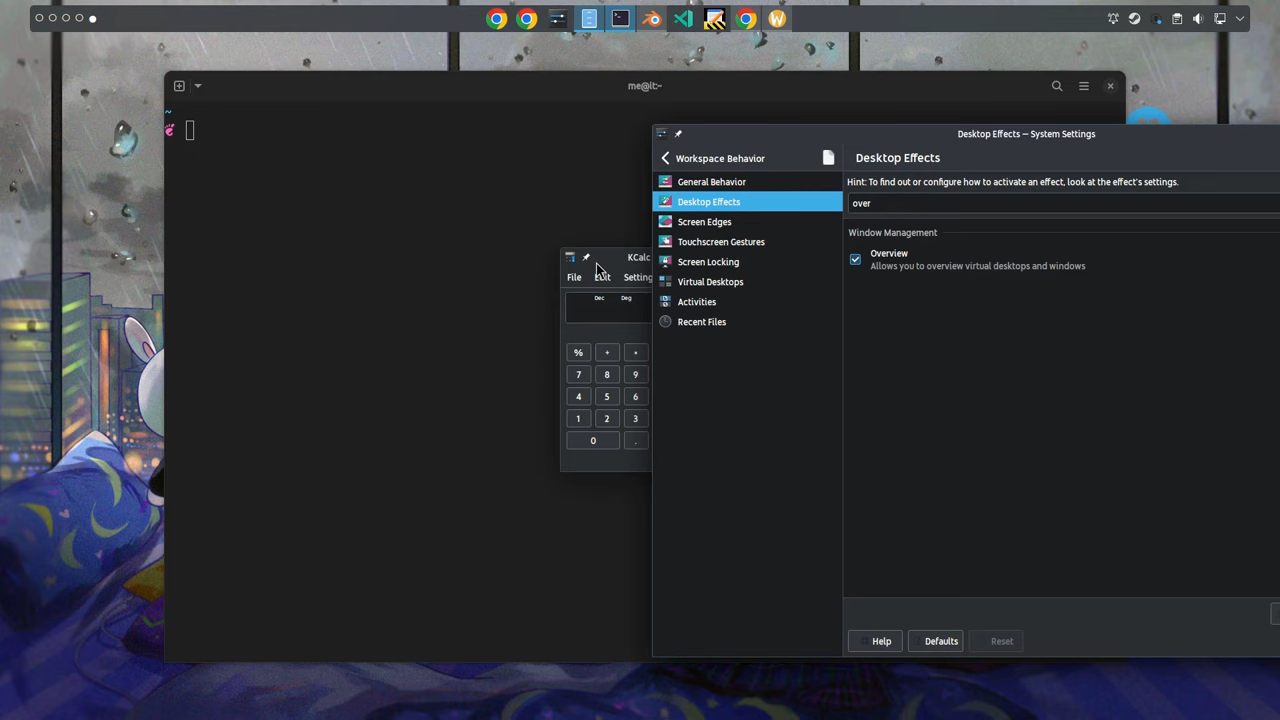 me@it:~
~
Desktop Effects — System Settings
Workspace Behavior
Desktop Effects
General Behavior
Hint: To find out or configure how to activate an effect, look at the effect's settings.
Desktop Effects
over
Screen Edges
Window Management
Touchscreen Gestures
Overview
Screen Locking
Allows you to overview virtual desktops and windows
Virtual Desktops
Activities
Recent Files
Help
Defaults
Reset
KCalc
File
Edit
Setting
Dec
Deg
%
+
7
8
9
4
5
6
1
2
3
0
.
W